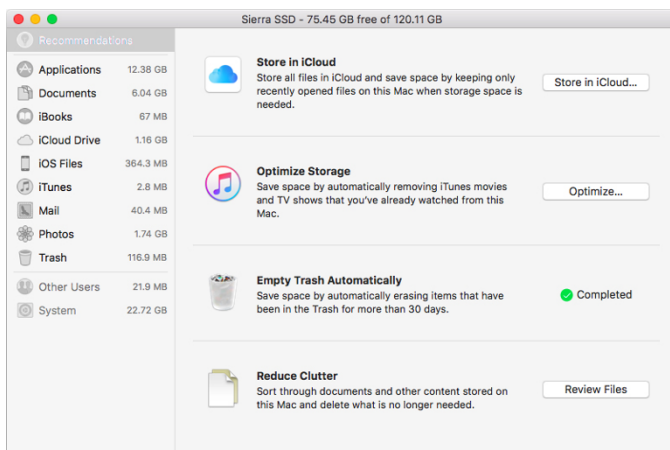 Sierra SSD - 75.45 GB free of 120.11 GB
Recommendations
Applications 12.38 GB
Documents 6.04 GB
iBooks 67 MB
iCloud Drive 1.16 GB
iOS Files 364.3 MB
iTunes 2.8 MB
Mail 40.4 MB
Photos 1.74 GB
Trash 116.9 MB
Other Users 21.9 MB
System 22.72 GB
Store in iCloud
Store all files in iCloud and save space by keeping only
recently opened files on this Mac when storage space is
needed.
Store in iCloud...
Optimize Storage
Save space by automatically removing iTunes movies
and TV shows that you've already watched from this
Mac.
Optimize...
Empty Trash Automatically
Save space by automatically erasing items that have
been in the Trash for more than 30 days.
Completed
Reduce Clutter
Sort through documents and other content stored on
this Mac and delete what is no longer needed.
Review Files